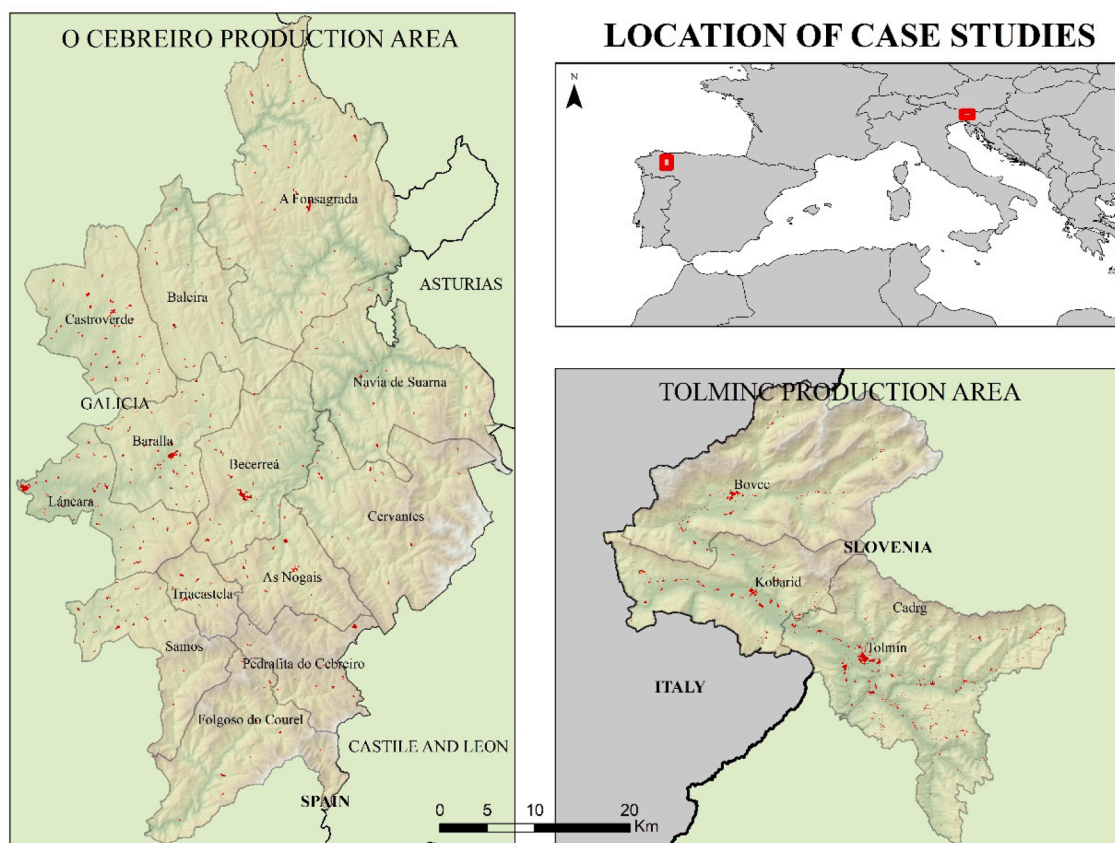 O CEBREIRO PRODUCTION AREA
A Fonsagrada
ASTURIAS
Baleira
Castroverde
Navia de Suarna
GALICIA
Baralla
Becerreá
Láncara
Cervantes
As Nogais
Triacastela
Samos
Pedrafita do Cebreiro
Folgoso do Courel
CASTILE AND LEON
SPAIN
0 5 10 20
Km
LOCATION OF CASE STUDIES
N
TOLMINC PRODUCTION AREA
Bovec
SLOVENIA
Kobarid
Cadrg
Tolmin
ITALY